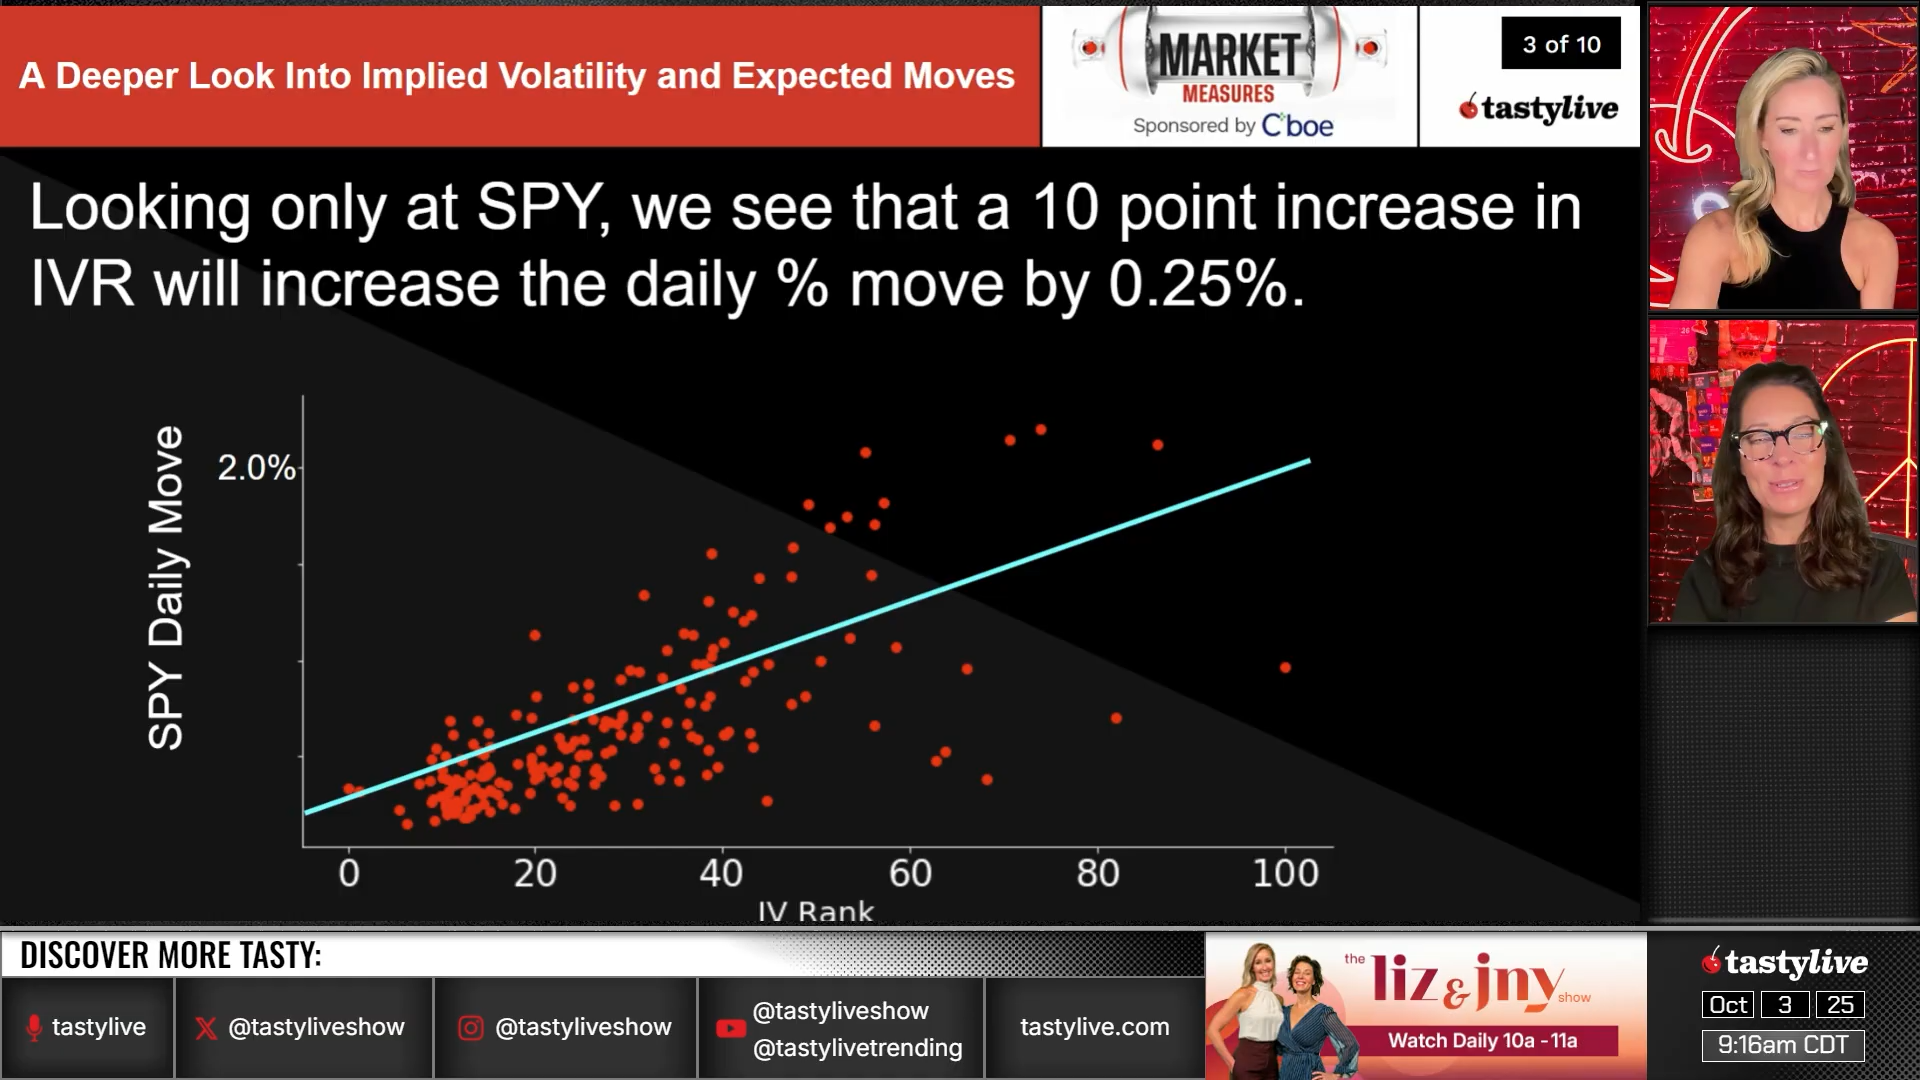 A Deeper Look Into Implied Volatility and Expected Moves
MARKET
MEASURES
Sponsored by Cboe
3 of 10
tastylive
Looking only at SPY, we see that a 10 point increase in
IVR will increase the daily % move by 0.25%.
SPY Daily Move
2.0%
0 20 40 60 80 100
IV Rank
DISCOVER MORE TASTY:
tastylive
@tastyliveshow
@tastyliveshow
@tastyliveshow
@tastylivetrending
tastylive.com
the liz & jny show
Watch Daily 10a - 11a
tastylive
Oct 3 25
9:16am CDT